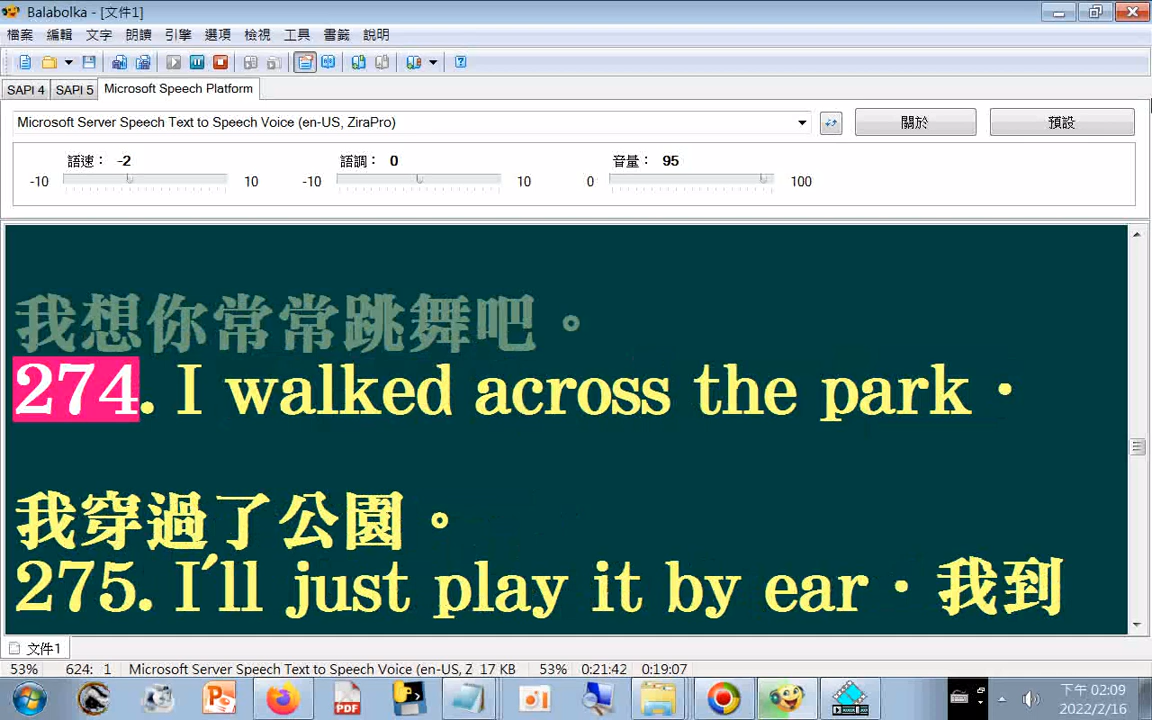 Balabolka - [文件1]
檔案 編輯 文字 朗讀 引擎 選項 檢視 工具 書籤 說明
SAPI 4 SAPI 5 Microsoft Speech Platform
Microsoft Server Speech Text to Speech Voice (en-US, ZiraPro) 關於 預設
語速： -2 語調： 0 音量： 95
-10 10 -10 10 0 100
我想你常常跳舞吧。
274. I walked across the park．
我穿過了公園。
275. I'll just play it by ear．我到
文件1
53% 624: 1 Microsoft Server Speech Text to Speech Voice (en-US, Z 17 KB 53% 0:21:42 0:19:07
PDF
下午 02:09
2022/2/16